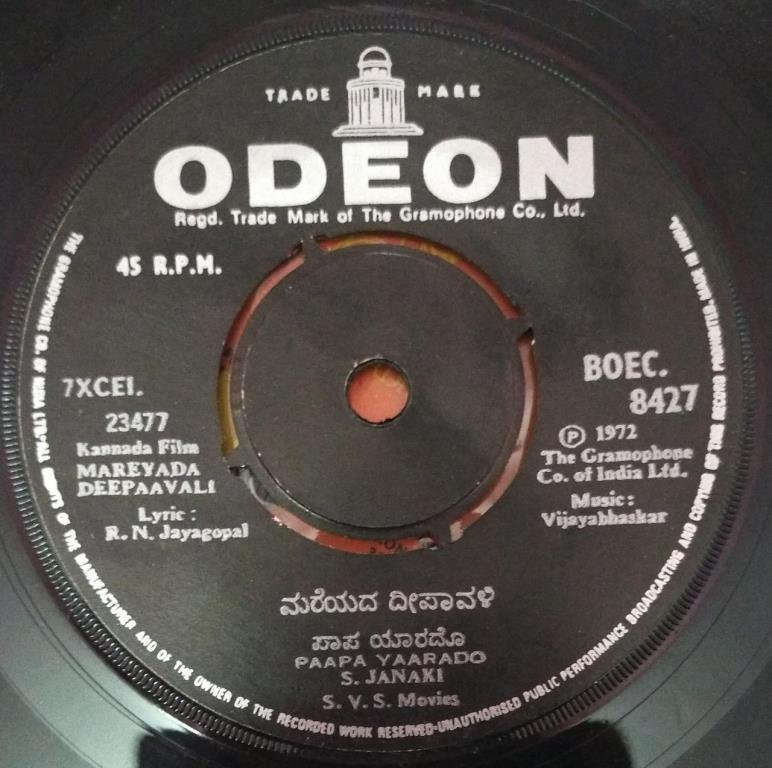 TRADE MARK
ODEON
Regd. Trade Mark of The Gramophone Co., Ltd.
45 R.P.M.
7XCEI.
23477
Kannada Film
MAREYADA
DEEPAAVALI
Lyric :
R. N. Jayagopal
BOEC.
8427
Ⓟ 1972
The Gramophone
Co. of India Ltd.
Music :
Vijayabhaskar
ಮರೆಯದ ದೀಪಾವಳಿ
ಪಾಪ ಯಾರದೊ
PAAPA YAARADO
S. JANAKI
S. V. S. Movies
THE GRAMOPHONE CO. OF INDIA LTD.-ALL RIGHTS OF THE MANUFACTURER AND OF THE OWNER OF THE RECORDED WORK RESERVED-UNAUTHORISED PUBLIC PERFORMANCE BROADCASTING AND COPYING OF THIS RECORD PROHIBITED. MADE IN INDIA.